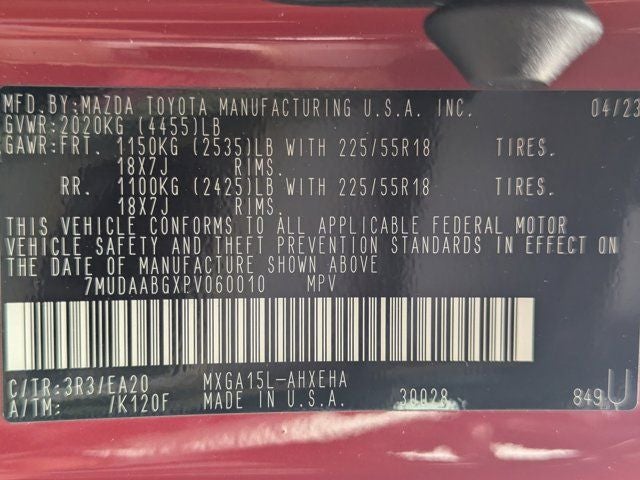 MFD.BY:MAZDA TOYOTA MANUFACTURING U.S.A. INC. 04/23
GVWR:2020KG (4455)LB
GAWR:FRT. 1150KG (2535)LB WITH 225/55R18 TIRES.
18X7J RIMS.
RR. 1100KG (2425)LB WITH 225/55R18 TIRES.
18X7J RIMS.
THIS VEHICLE CONFORMS TO ALL APPLICABLE FEDERAL MOTOR
VEHICLE SAFETY AND THEFT PREVENTION STANDARDS IN EFFECT ON
THE DATE OF MANUFACTURE SHOWN ABOVE
7MUDAABGXPV060010 MPV
C/TR:3R3/EA20 MXGA15L-AHXEHA
A/TM: /K120F MADE IN U.S.A. 30028 849 U